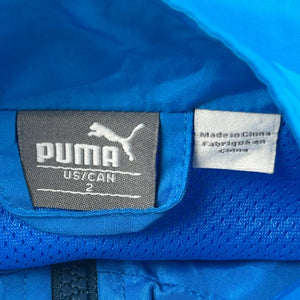 PUMA
US/CAN
2
Made in China
Fabriqué en
Chine